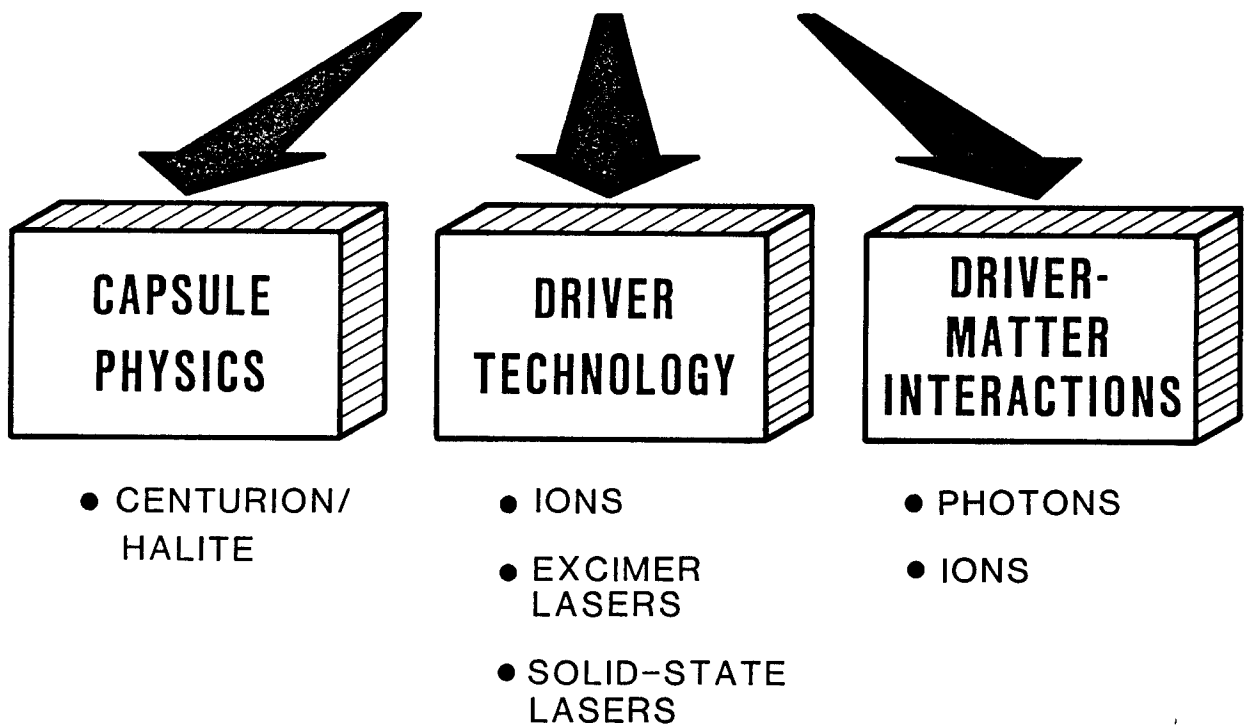 CAPSULE
PHYSICS
● CENTURION/
HALITE
DRIVER
TECHNOLOGY
● IONS
● EXCIMER
LASERS
● SOLID-STATE
LASERS
DRIVER-
MATTER
INTERACTIONS
● PHOTONS
● IONS